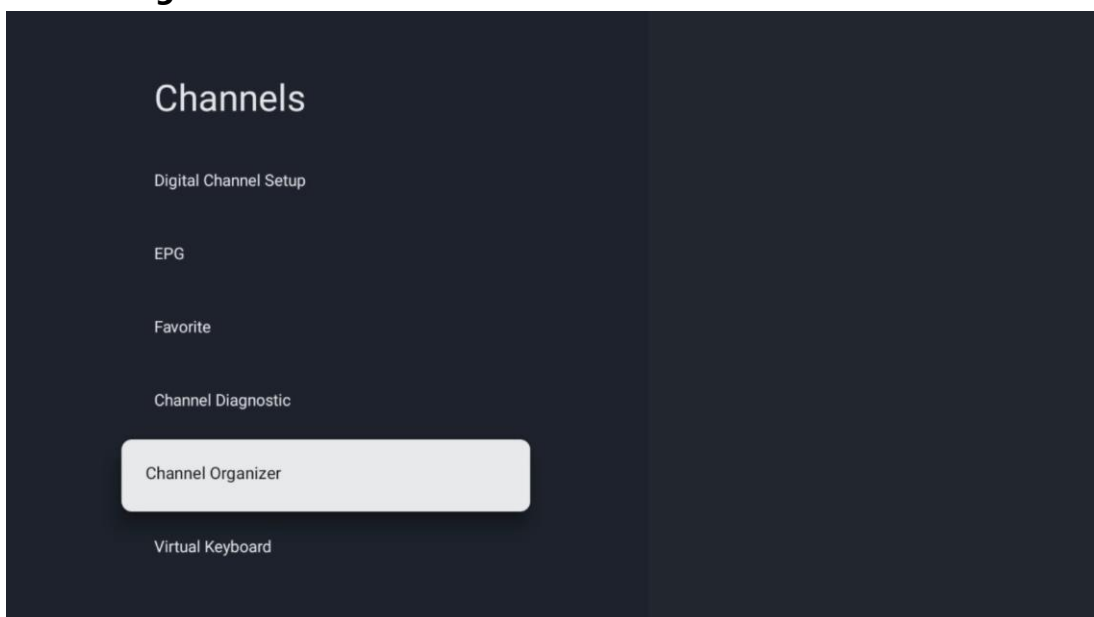 Channels
Digital Channel Setup
EPG
Favorite
Channel Diagnostic
Channel Organizer
Virtual Keyboard